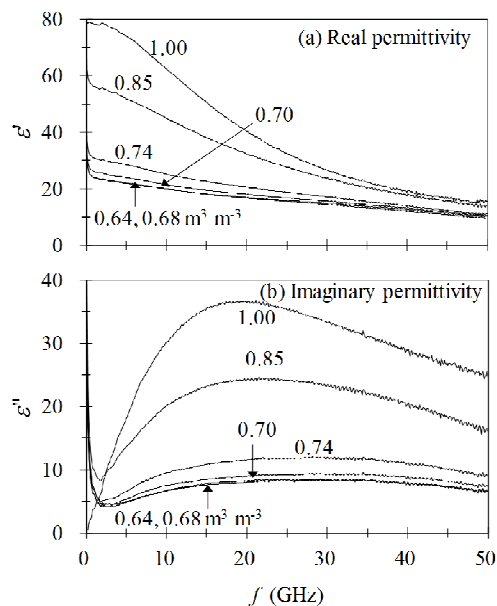 80
(a) Real permittivity
1.00
60
0.85
0.70
ε'
40
0.74
20
0.64, 0.68 m³ m⁻³
0
40
(b) Imaginary permittivity
1.00
30
0.85
ε"
20
0.70
0.74
10
0.64, 0.68 m³ m⁻³
0
0 10 20 30 40 50
f (GHz)